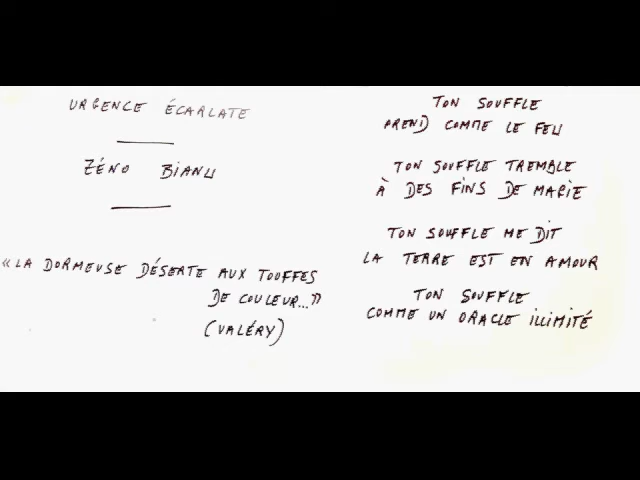 URGENCE ÉCARLATE
ZÉNO BIANU
« LA DORMEUSE DÉSERTE AUX TOUFFES
DE COULEUR... »
(VALÉRY)
TON SOUFFLE
PREND COMME LE FEU
TON SOUFFLE TREMBLE
À DES FINS DE MAGIE
TON SOUFFLE ME DIT
LA TERRE EST EN AMOUR
TON SOUFFLE
COMME UN ORACLE ILLIMITÉ